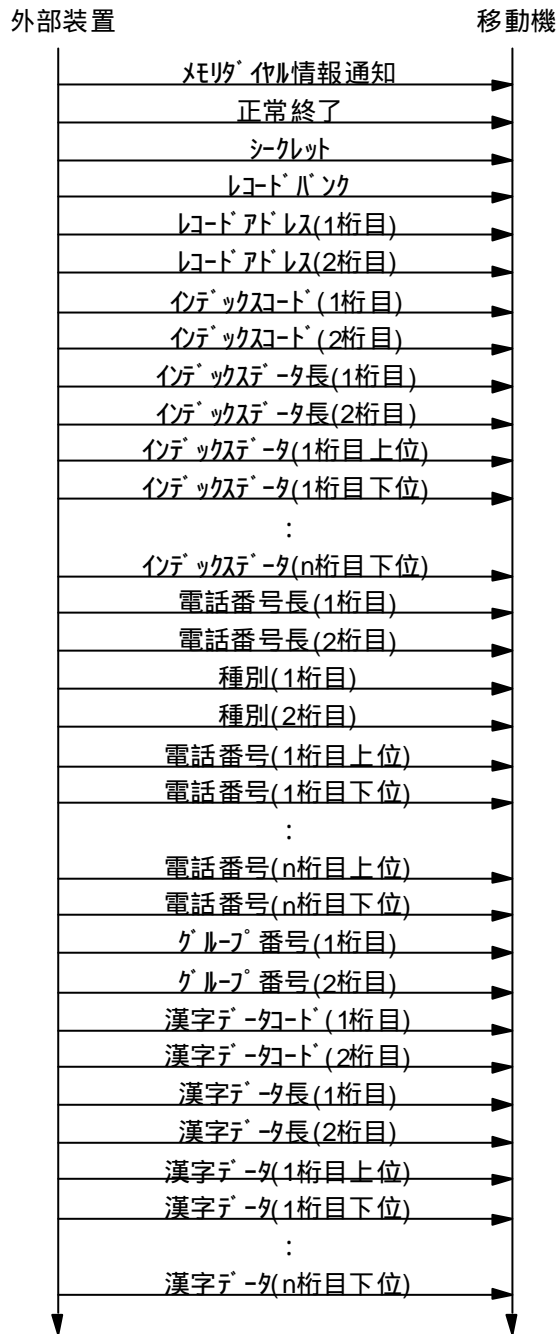 外部装置 移動機
ﾒﾓﾘﾀﾞｲﾔﾙ情報通知
正常終了
ｼｰｸﾚｯﾄ
ﾚｺｰﾄﾞﾊﾞﾝｸ
ﾚｺｰﾄﾞｱﾄﾞﾚｽ(1桁目)
ﾚｺｰﾄﾞｱﾄﾞﾚｽ(2桁目)
ｲﾝﾃﾞｯｸｽｺｰﾄﾞ(1桁目)
ｲﾝﾃﾞｯｸｽｺｰﾄﾞ(2桁目)
ｲﾝﾃﾞｯｸｽﾃﾞｰﾀ長(1桁目)
ｲﾝﾃﾞｯｸｽﾃﾞｰﾀ長(2桁目)
ｲﾝﾃﾞｯｸｽﾃﾞｰﾀ(1桁目上位)
ｲﾝﾃﾞｯｸｽﾃﾞｰﾀ(1桁目下位)
:
ｲﾝﾃﾞｯｸｽﾃﾞｰﾀ(n桁目下位)
電話番号長(1桁目)
電話番号長(2桁目)
種別(1桁目)
種別(2桁目)
電話番号(1桁目上位)
電話番号(1桁目下位)
:
電話番号(n桁目上位)
電話番号(n桁目下位)
ｸﾞﾙｰﾌﾟ番号(1桁目)
ｸﾞﾙｰﾌﾟ番号(2桁目)
漢字ﾃﾞｰﾀｺｰﾄﾞ(1桁目)
漢字ﾃﾞｰﾀｺｰﾄﾞ(2桁目)
漢字ﾃﾞｰﾀ長(1桁目)
漢字ﾃﾞｰﾀ長(2桁目)
漢字ﾃﾞｰﾀ(1桁目上位)
漢字ﾃﾞｰﾀ(1桁目下位)
:
漢字ﾃﾞｰﾀ(n桁目下位)